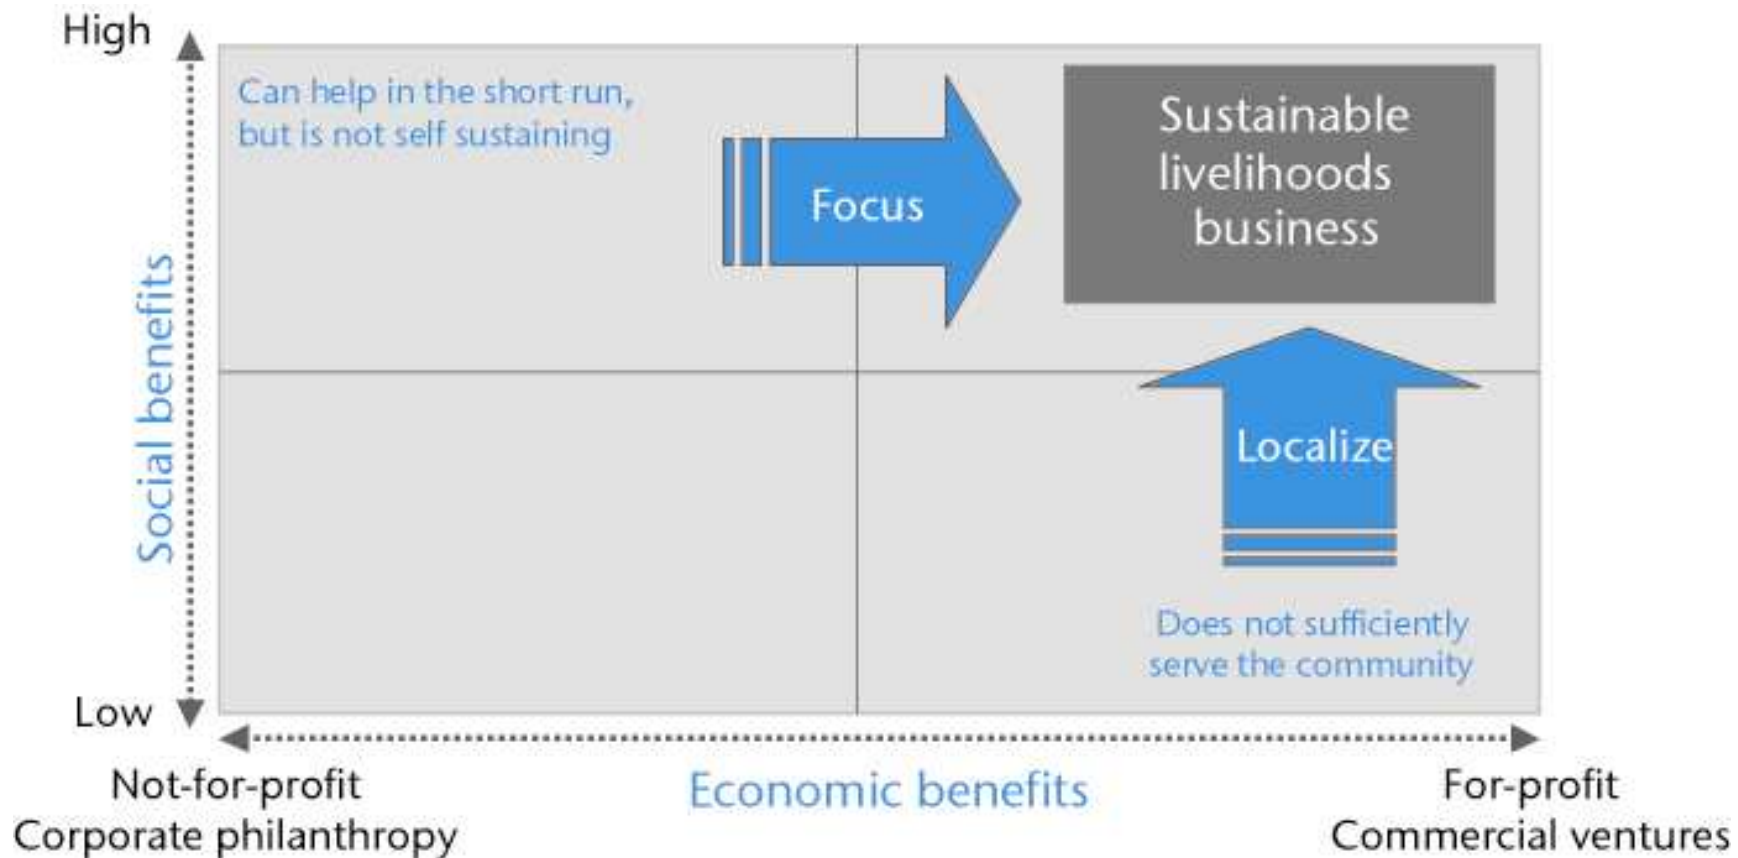 High
Can help in the short run,
but is not self sustaining
Focus
Sustainable
livelihoods
business
Social benefits
Localize
Does not sufficiently
serve the community
Low
Not-for-profit
Corporate philanthropy
Economic benefits
For-profit
Commercial ventures